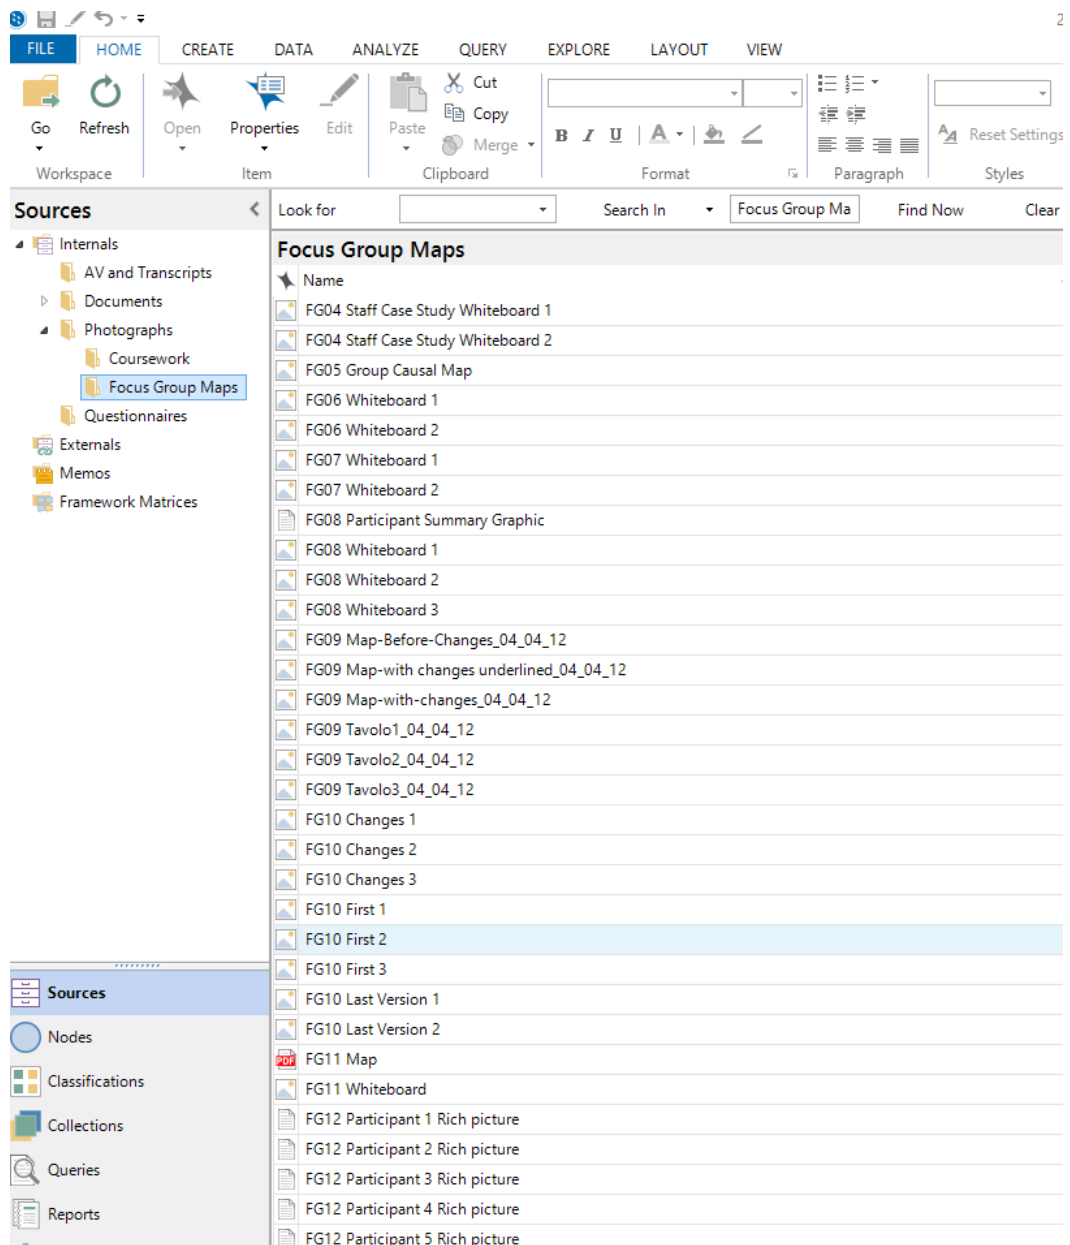 2
FILE HOME CREATE DATA ANALYZE QUERY EXPLORE LAYOUT VIEW
Go Refresh Open Properties Edit Paste Cut
Copy
Merge
B I U A Reset Settings
Workspace Item Clipboard Format Paragraph Styles
Sources
Look for Search In Focus Group Ma Find Now Clear
Internals
AV and Transcripts
Documents
Photographs
Coursework
Focus Group Maps
Questionnaires
Externals
Memos
Framework Matrices
Sources
Nodes
Classifications
Collections
Queries
Reports
Focus Group Maps
Name
FG04 Staff Case Study Whiteboard 1
FG04 Staff Case Study Whiteboard 2
FG05 Group Causal Map
FG06 Whiteboard 1
FG06 Whiteboard 2
FG07 Whiteboard 1
FG07 Whiteboard 2
FG08 Participant Summary Graphic
FG08 Whiteboard 1
FG08 Whiteboard 2
FG08 Whiteboard 3
FG09 Map-Before-Changes_04_04_12
FG09 Map-with changes underlined_04_04_12
FG09 Map-with-changes_04_04_12
FG09 Tavolo1_04_04_12
FG09 Tavolo2_04_04_12
FG09 Tavolo3_04_04_12
FG10 Changes 1
FG10 Changes 2
FG10 Changes 3
FG10 First 1
FG10 First 2
FG10 First 3
FG10 Last Version 1
FG10 Last Version 2
PDF FG11 Map
FG11 Whiteboard
FG12 Participant 1 Rich picture
FG12 Participant 2 Rich picture
FG12 Participant 3 Rich picture
FG12 Participant 4 Rich picture
FG12 Participant 5 Rich picture